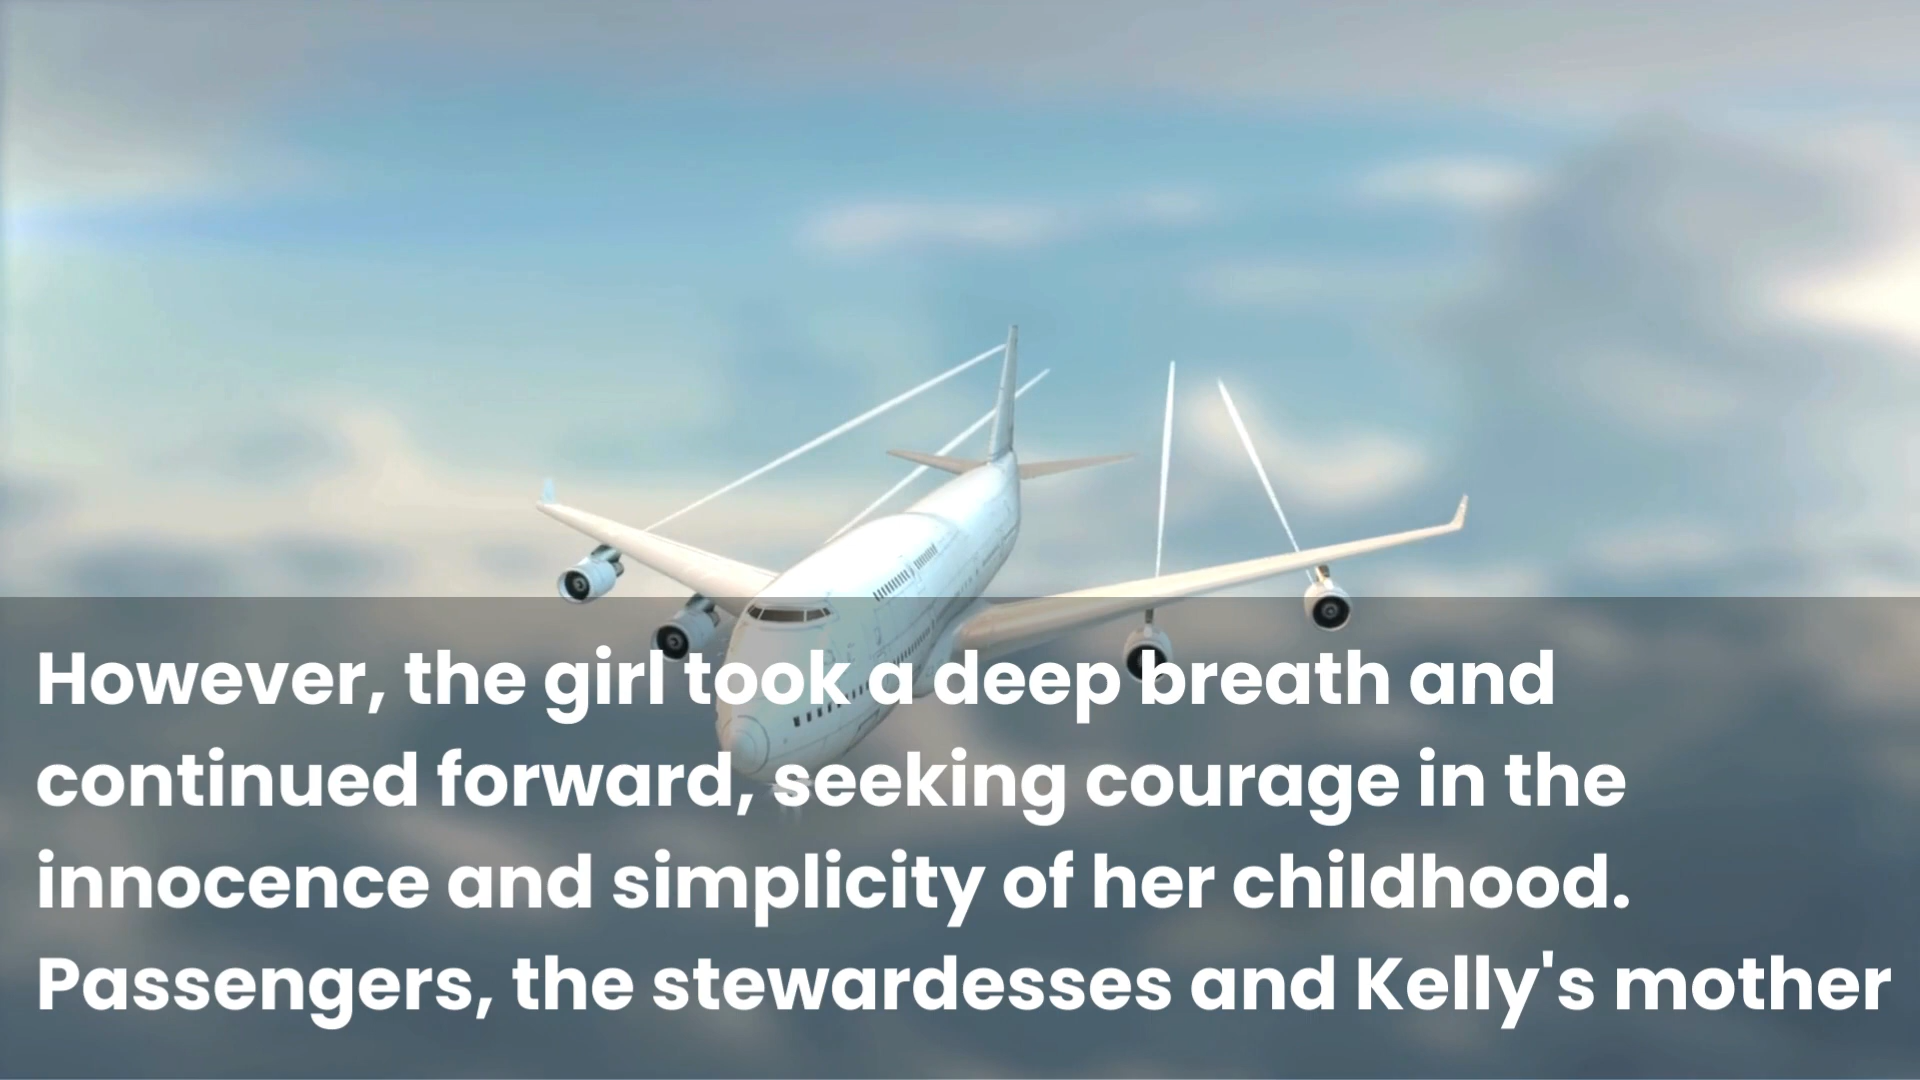 However, the girl took a deep breath and
continued forward, seeking courage in the
innocence and simplicity of her childhood.
Passengers, the stewardesses and Kelly's mother